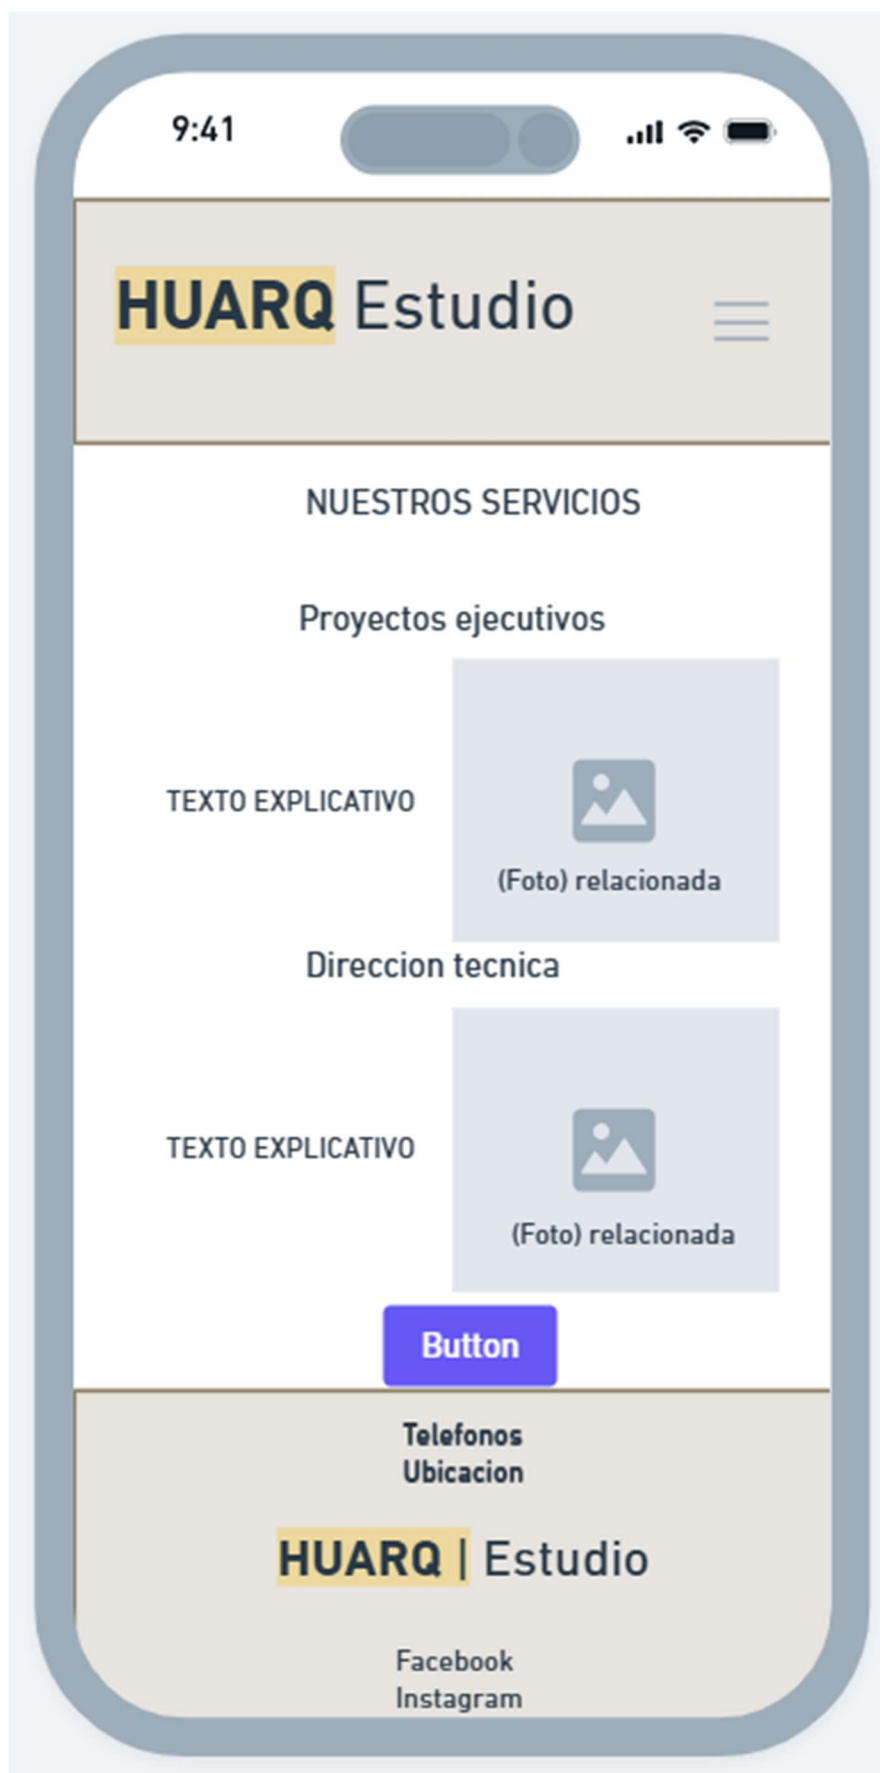 9:41
HUARQ Estudio
NUESTROS SERVICIOS
Proyectos ejecutivos
TEXTO EXPLICATIVO
(Foto) relacionada
Direccion tecnica
TEXTO EXPLICATIVO
(Foto) relacionada
Button
Telefonos
Ubicacion
HUARQ | Estudio
Facebook
Instagram